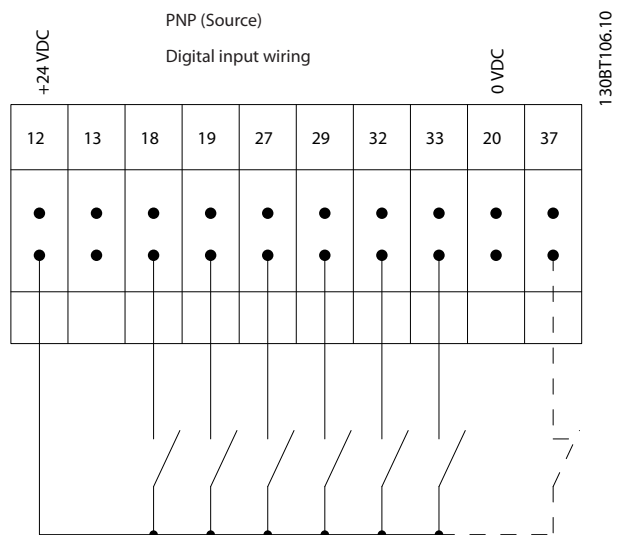 PNP (Source)
Digital input wiring
+24 VDC
0 VDC
130BT106.10
12 13 18 19 27 29 32 33 20 37